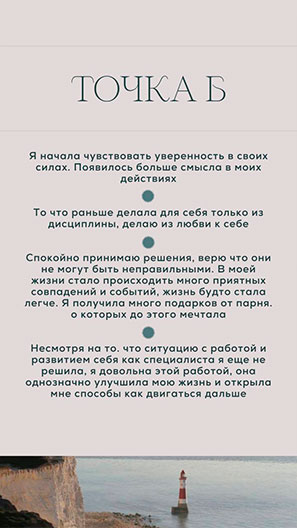 ТОЧКА Б
Я начала чувствовать уверенность в своих
силах. Появилось больше смысла в моих
действиях
То что раньше делала для себя только из
дисциплины, делаю из любви к себе
Спокойно принимаю решения, верю что они
не могут быть неправильными. В моей
жизни стало происходить много приятных
совпадений и событий, жизнь будто стала
легче. Я получила много подарков от парня.
о которых до этого мечтала
Несмотря на то. что ситуацию с работой и
развитием себя как специалиста я еще не
решила, я довольна этой работой, она
однозначно улучшила мою жизнь и открыла
мне способы как двигаться дальше